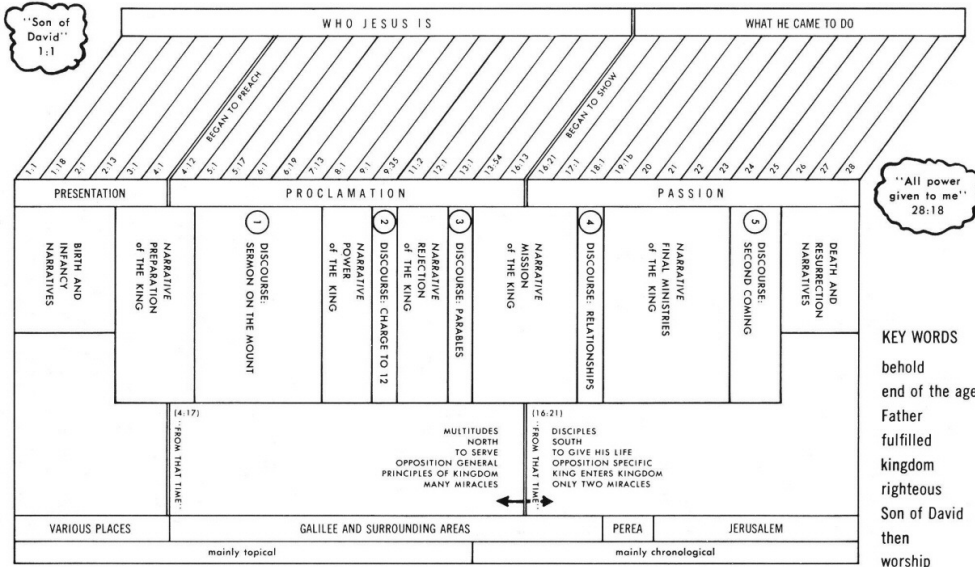 "Son of
David"
1:1
WHO JESUS IS
WHAT HE CAME TO DO
BEGAN TO PREACH
BEGAN TO SHOW
1:1
1:18
2:1
2:13
3:1
4:1
4:12
5:1
5:17
6:1
6:19
7:13
8:1
9:1
9:35
11:2
12:1
13:1
13:54
16:13
16:21
17:1
18:1
19:1b
20
21
22
23
24
25
26
27
28
PRESENTATION
PROCLAMATION
PASSION
"All power
given to me"
28:18
BIRTH AND
INFANCY
NARRATIVES
NARRATIVE
PREPARATION
of THE KING
1
DISCOURSE:
SERMON ON THE MOUNT
NARRATIVE
POWER
of THE KING
2
DISCOURSE: CHARGE TO 12
NARRATIVE
REJECTION
of THE KING
3
DISCOURSE: PARABLES
NARRATIVE
MISSION
of THE KING
4
DISCOURSE: RELATIONSHIPS
NARRATIVE
FINAL MINISTRIES
of THE KING
5
DISCOURSE:
SECOND COMING
DEATH AND
RESURRECTION
NARRATIVES
(4:17)
"FROM THAT TIME"
MULTITUDES
NORTH
TO SERVE
OPPOSITION GENERAL
PRINCIPLES OF KINGDOM
MANY MIRACLES
(16:21)
"FROM THAT TIME"
DISCIPLES
SOUTH
TO GIVE HIS LIFE
OPPOSITION SPECIFIC
KING ENTERS KINGDOM
ONLY TWO MIRACLES
VARIOUS PLACES
GALILEE AND SURROUNDING AREAS
PEREA
JERUSALEM
mainly topical
mainly chronological
KEY WORDS
behold
end of the age
Father
fulfilled
kingdom
righteous
Son of David
then
worship